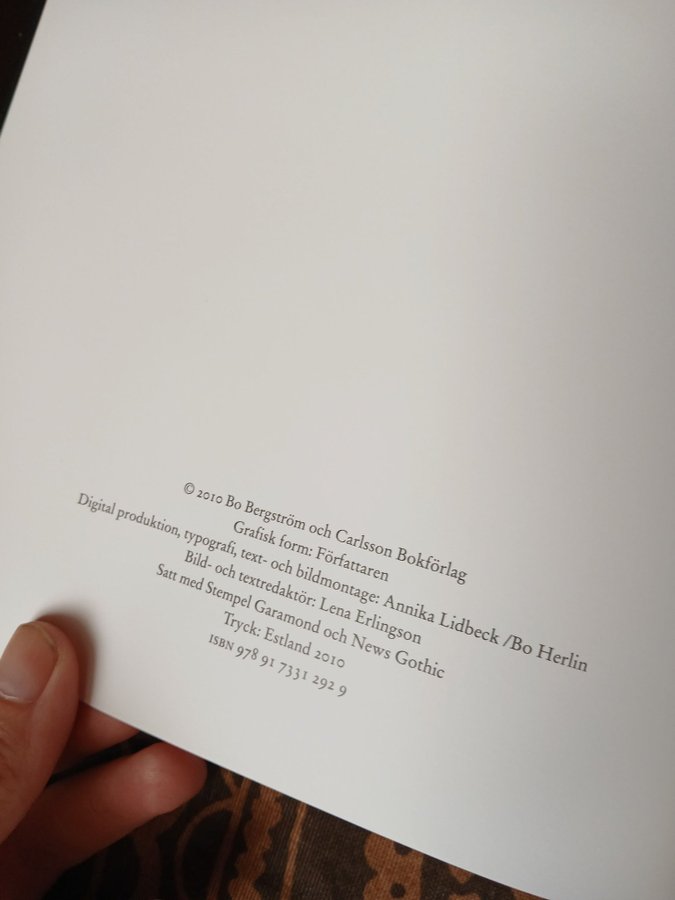 © 2010 Bo Bergström och Carlsson Bokförlag
Grafisk form: Författaren
Digital produktion, typografi, text- och bildmontage: Annika Lidbeck /Bo Herlin
Bild- och textredaktör: Lena Erlingson
Satt med Stempel Garamond och News Gothic
Tryck: Estland 2010
ISBN 978 91 7331 292 9